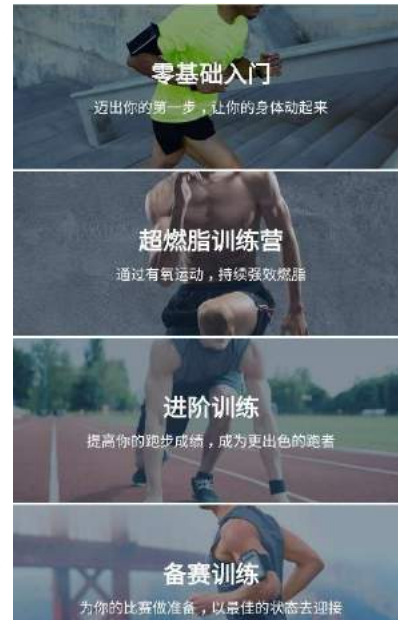 零基础入门
迈出你的第一步，让你的身体动起来
超燃脂训练营
通过有氧运动，持续强效燃脂
进阶训练
提高你的跑步成绩，成为更出色的跑者
备赛训练
为你的比赛做准备，以最佳的状态去迎接